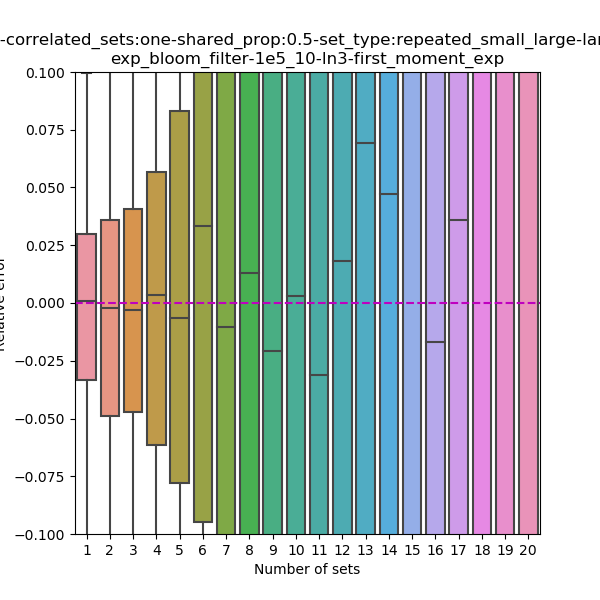 -correlated_sets:one-shared_prop:0.5-set_type:repeated_small_large-lar
exp_bloom_filter-1e5_10-ln3-first_moment_exp
0.100
0.075
0.050
0.025
0.000
−0.025
−0.050
−0.075
−0.100
Relative error
1 2 3 4 5 6 7 8 9 10 11 12 13 14 15 16 17 18 19 20
Number of sets